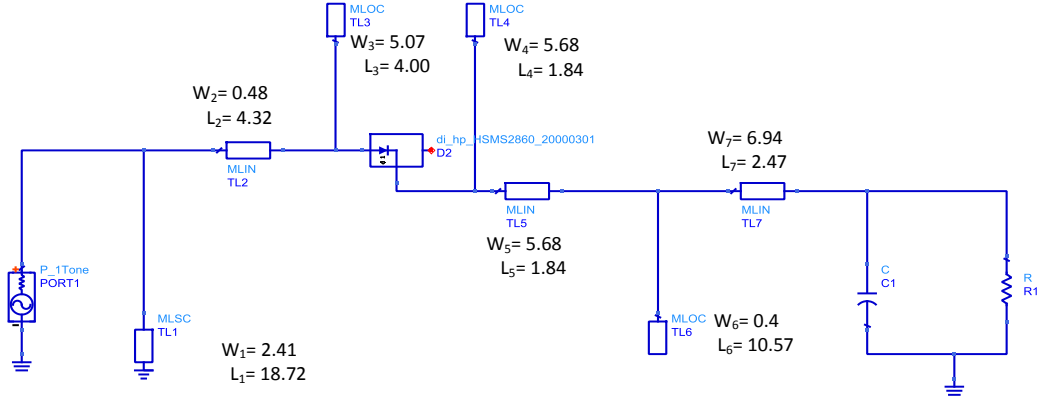 MLOC
TL3
W3= 5.07
L3= 4.00
MLOC
TL4
W4= 5.68
L4= 1.84
W2= 0.48
L2= 4.32
MLIN
TL2
di_hp_HSMS2860_20000301
D2
W7= 6.94
L7= 2.47
MLIN
TL5
W5= 5.68
L5= 1.84
MLIN
TL7
P_1Tone
PORT1
MLSC
TL1
W1= 2.41
L1= 18.72
MLOC
TL6
W6= 0.4
L6= 10.57
C
C1
R
R1